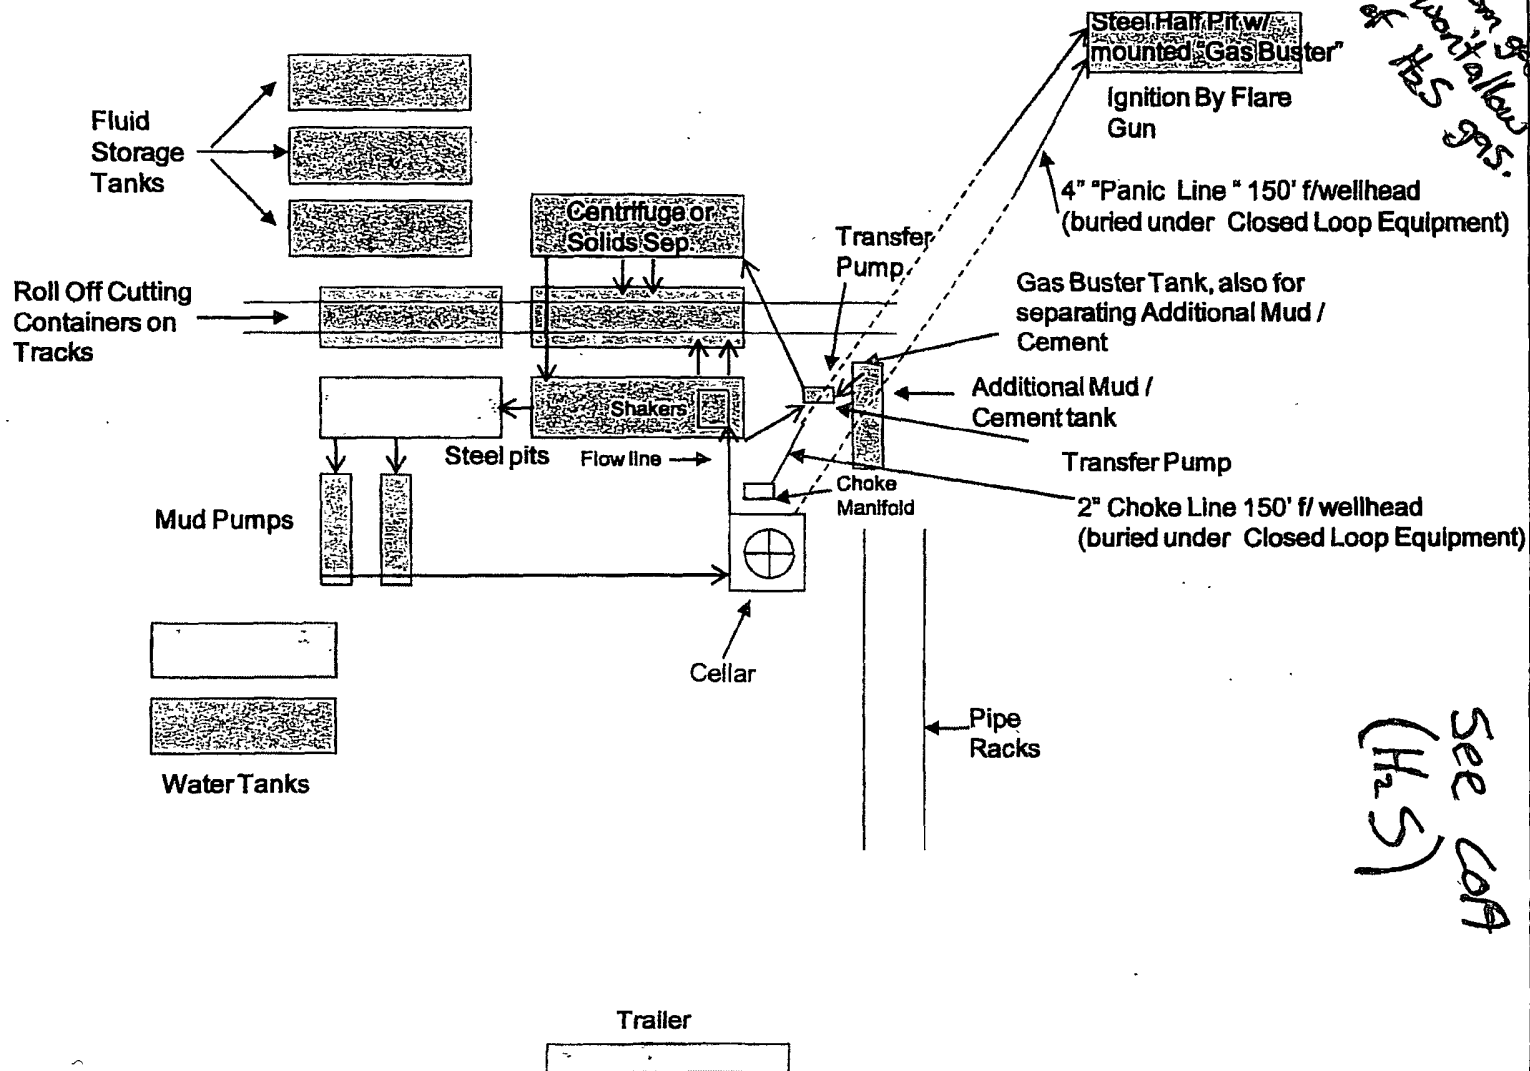 Steel Half Pit w/
mounted "Gas Buster"
Ignition By Flare
Gun
won't allow
of H2S gas.
Fluid
Storage
Tanks
4" "Panic Line" 150' f/wellhead
(buried under Closed Loop Equipment)
Centrifuge or
Solids Sep.
Transfer
Pump
Gas Buster Tank, also for
separating Additional Mud /
Cement
Roll Off Cutting
Containers on
Tracks
Additional Mud /
Cement tank
Shakers
Steel pits
Flow line
Transfer Pump
Choke
Manifold
2" Choke Line 150' f/ wellhead
(buried under Closed Loop Equipment)
Mud Pumps
Cellar
Pipe
Racks
Water Tanks
See COA
(H2S)
Trailer